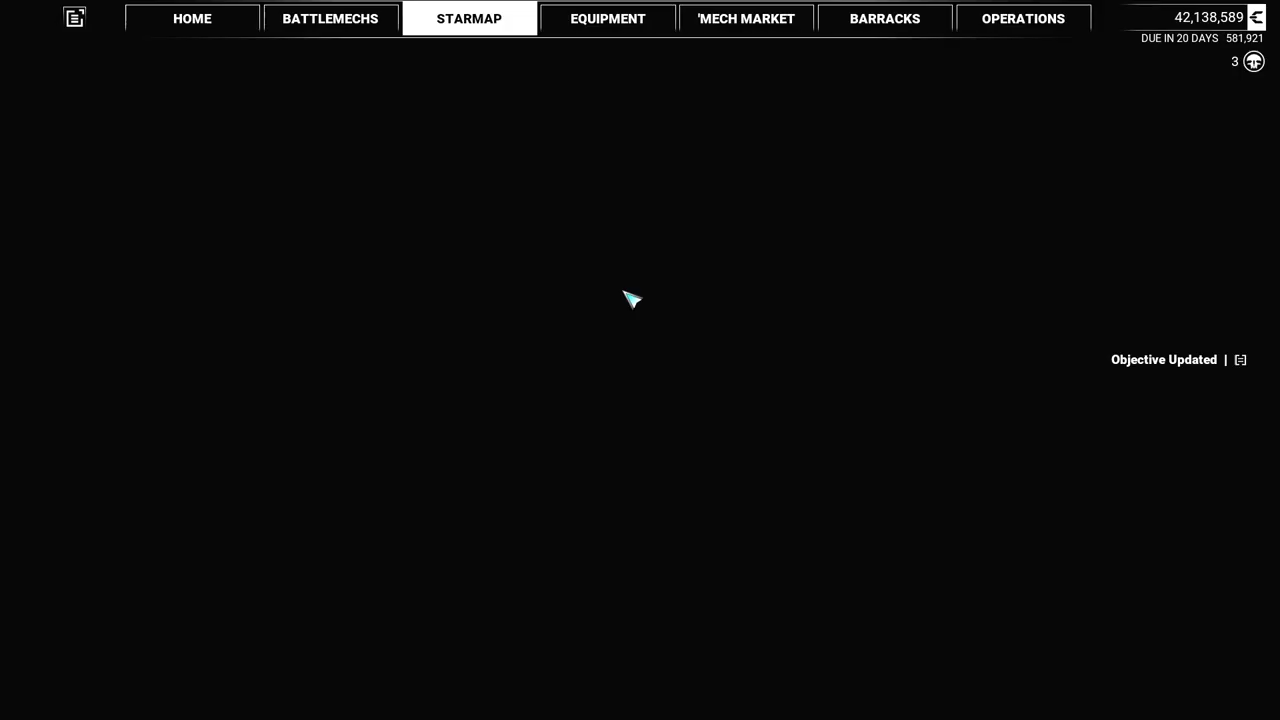 HOME
BATTLEMECHS
STARMAP
EQUIPMENT
'MECH MARKET
BARRACKS
OPERATIONS
42,138,589
DUE IN 20 DAYS 581,921
3
Objective Updated |